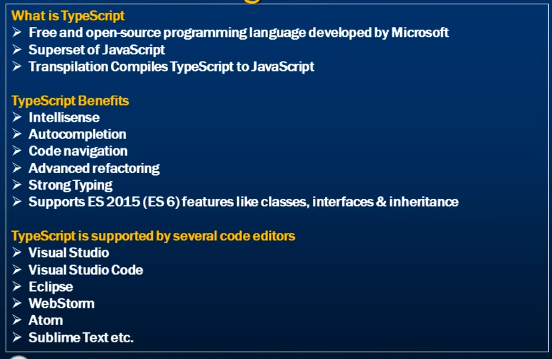 What is TypeScript
➢ Free and open-source programming language developed by Microsoft
➢ Superset of JavaScript
➢ Transpilation Compiles TypeScript to JavaScript
TypeScript Benefits
➢ Intellisense
➢ Autocompletion
➢ Code navigation
➢ Advanced refactoring
➢ Strong Typing
➢ Supports ES 2015 (ES 6) features like classes, interfaces & inheritance
TypeScript is supported by several code editors
➢ Visual Studio
➢ Visual Studio Code
➢ Eclipse
➢ WebStorm
➢ Atom
➢ Sublime Text etc.